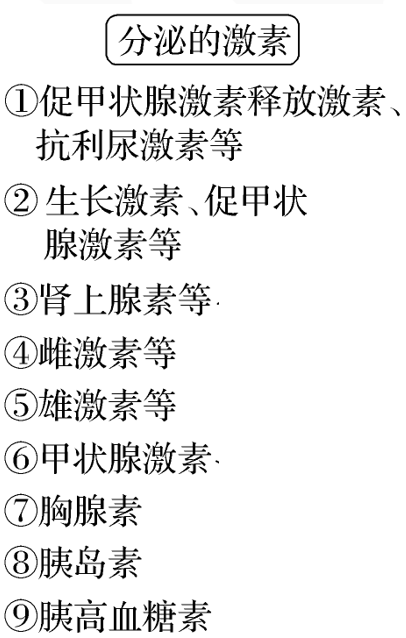 分泌的激素
①促甲状腺激素释放激素、
抗利尿激素等
②生长激素、促甲状
腺激素等
③肾上腺素等
④雌激素等
⑤雄激素等
⑥甲状腺激素
⑦胸腺素
⑧胰岛素
⑨胰高血糖素